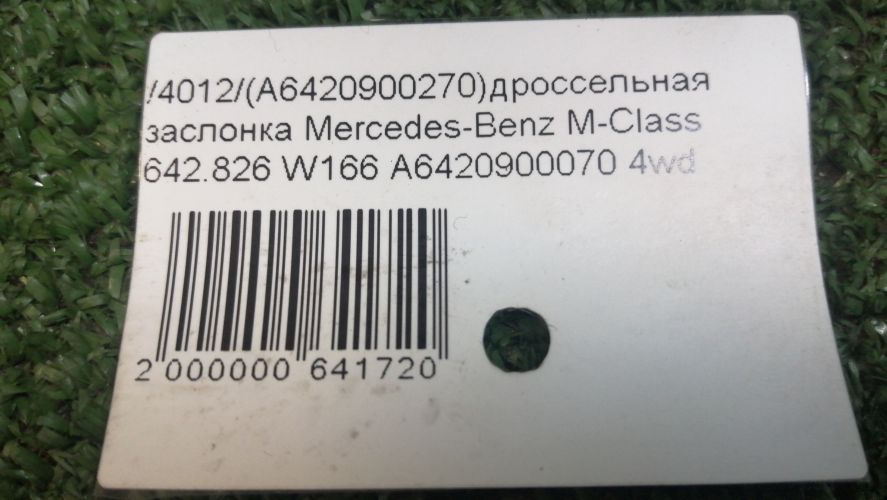 /4012/(A6420900270)дроссельная
заслонка Mercedes-Benz M-Class
642.826 W166 A6420900070 4wd
2 000000 641720